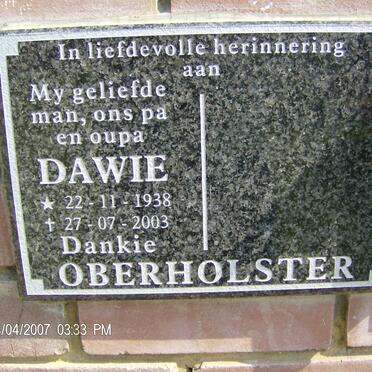 In liefdevolle herinnering
aan
My geliefde
man, ons pa
en oupa
DAWIE
★ 22 - 11 - 1938
† 27 - 07 - 2003
Dankie
OBERHOLSTER
/04/2007 03:33 PM